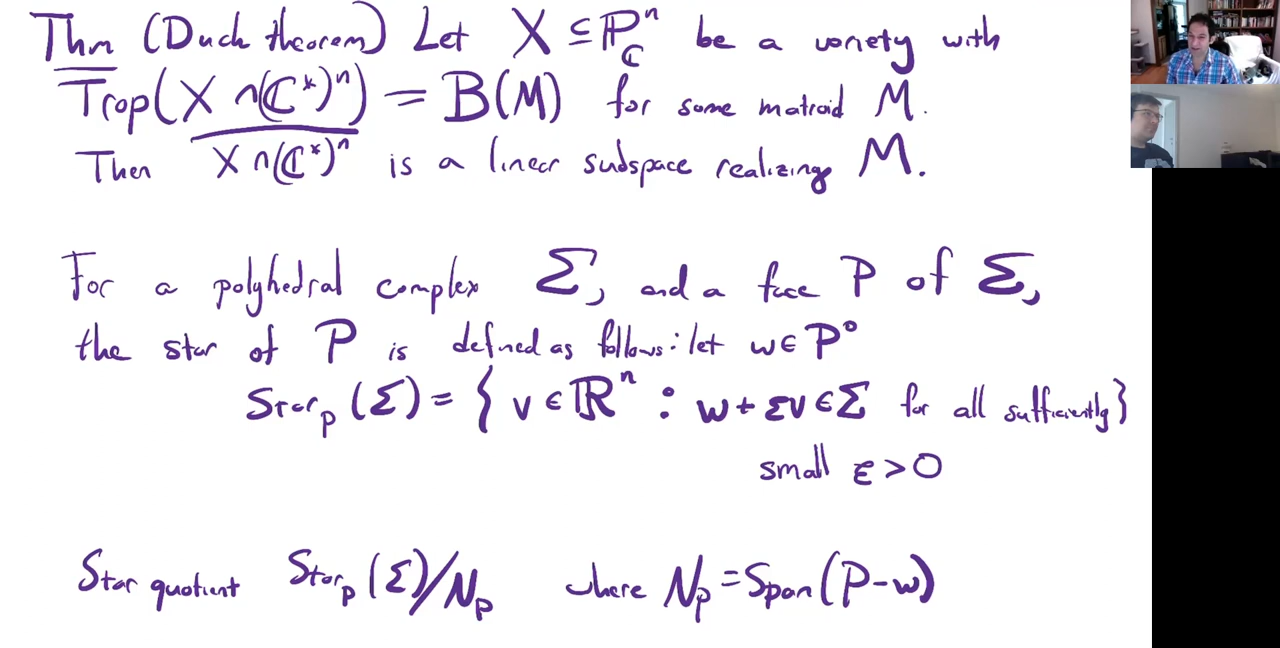 Thm (Duck theorem) Let X ⊆ ℙ_ℂ^n be a variety with
Trop(X ∩ (ℂ*)^n) = B(M) for some matroid M.
Then X ∩ (ℂ*)^n is a linear subspace realizing M.
For a polyhedral complex Σ, and a face P of Σ,
the star of P is defined as follows: let w ∈ P°
Star_P (Σ) = { v ∈ ℝ^n : w + εv ∈ Σ for all sufficiently }
small ε > 0
Star quotient Star_P (Σ)/N_P where N_P = Span(P-w)